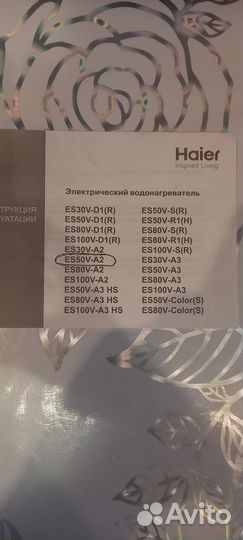 Haier
Inspired Living
Электрический водонагреватель
ТРУКЦИЯ
УАТАЦИИ
ES30V-D1(R)
ES50V-D1(R)
ES80V-D1(R)
ES100V-D1(R)
ES30V-A2
ES50V-A2
ES80V-A2
ES100V-A2
ES50V-A3 HS
ES80V-A3 HS
ES100V-A3 HS
ES50V-S(R)
ES50V-R1(H)
ES80V-S(R)
ES80V-R1(H)
ES100V-S(R)
ES30V-A3
ES50V-A3
ES80V-A3
ES100V-A3
ES50V-Color(S)
ES80V-Color(S)
Avito